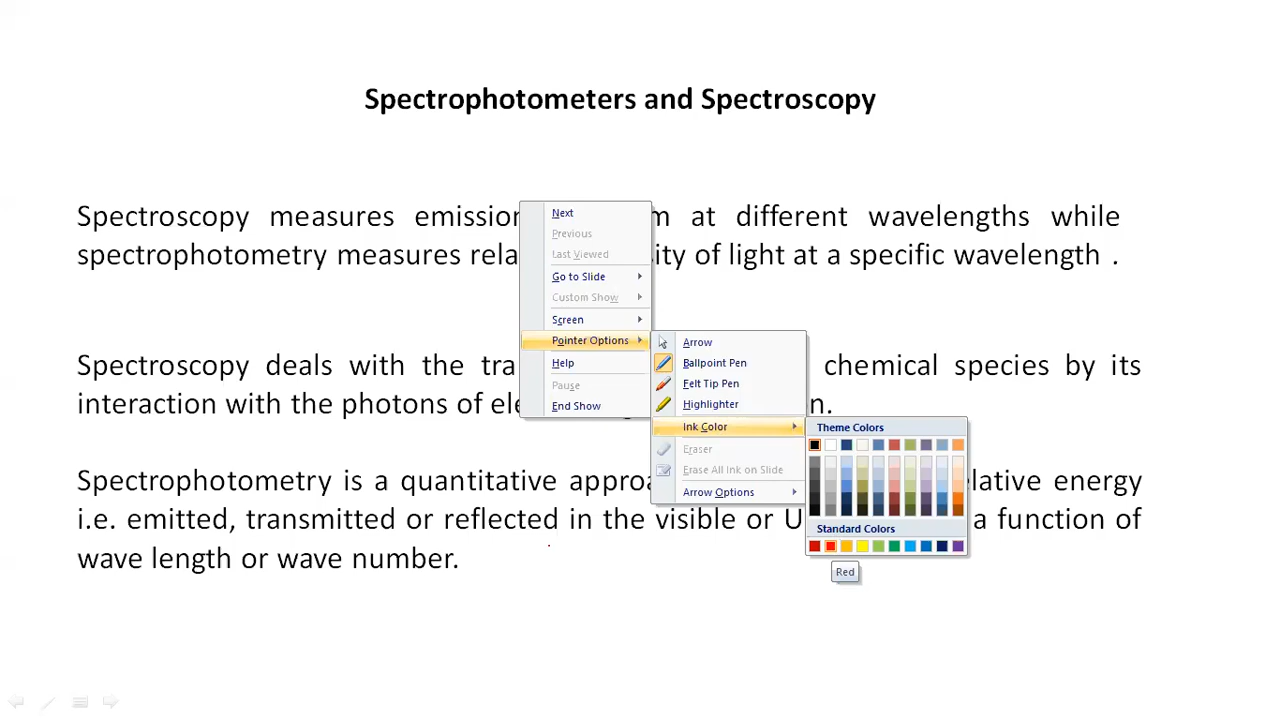 Spectrophotometers and Spectroscopy
Spectroscopy measures emission m at different wavelengths while
spectrophotometry measures rela sity of light at a specific wavelength .
Spectroscopy deals with the tra chemical species by its
interaction with the photons of ele n.
Spectrophotometry is a quantitative approa elative energy
i.e. emitted, transmitted or reflected in the visible or U a function of
wave length or wave number.
Next
Previous
Last Viewed
Go to Slide
Custom Show
Screen
Pointer Options
Help
Pause
End Show
Arrow
Ballpoint Pen
Felt Tip Pen
Highlighter
Ink Color
Eraser
Erase All Ink on Slide
Arrow Options
Theme Colors
Standard Colors
Red